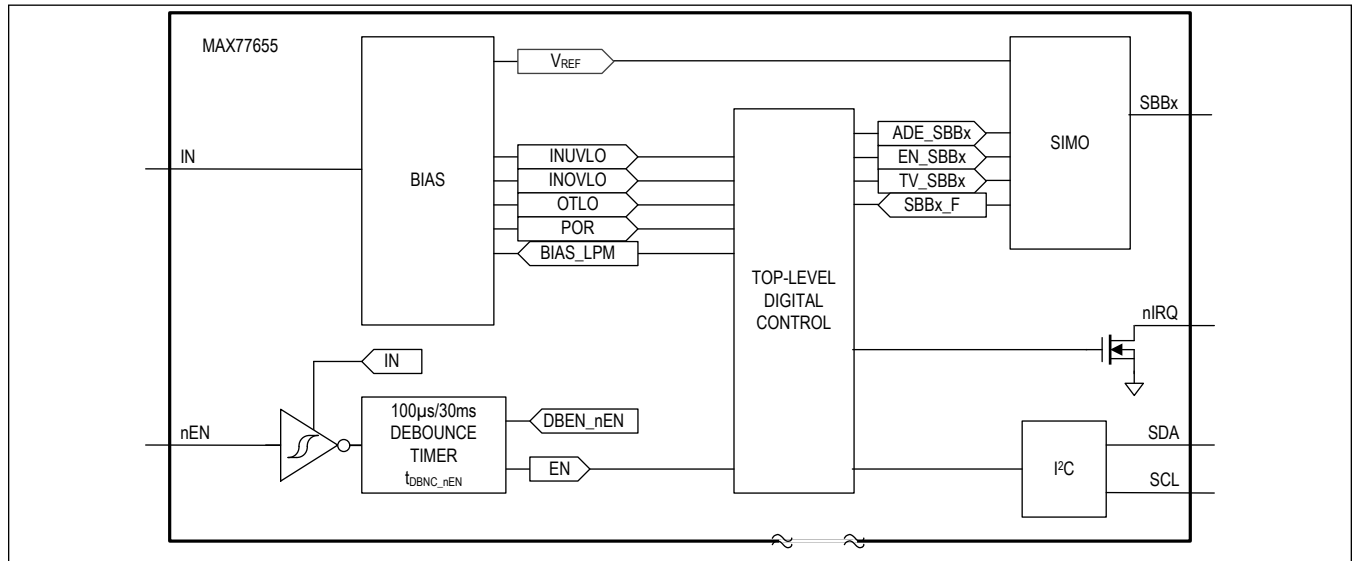 MAX77655
VREF
SBBx
ADE_SBBx
SIMO
IN
INUVLO
EN_SBBx
BIAS
INOVLO
TV_SBBx
OTLO
SBBx_F
POR
BIAS_LPM
TOP-LEVEL
DIGITAL
CONTROL
nIRQ
IN
100µs/30ms
DEBOUNCE
TIMER
tDBNC_nEN
DBEN_nEN
nEN
EN
SDA
I²C
SCL